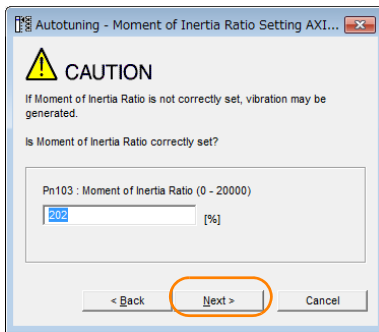 Autotuning - Moment of Inertia Ratio Setting AXI...
CAUTION
If Moment of Inertia Ratio is not correctly set, vibration may be
generated.
Is Moment of Inertia Ratio correctly set?
Pn103 : Moment of Inertia Ratio (0 - 20000)
202 [%]
< Back Next > Cancel